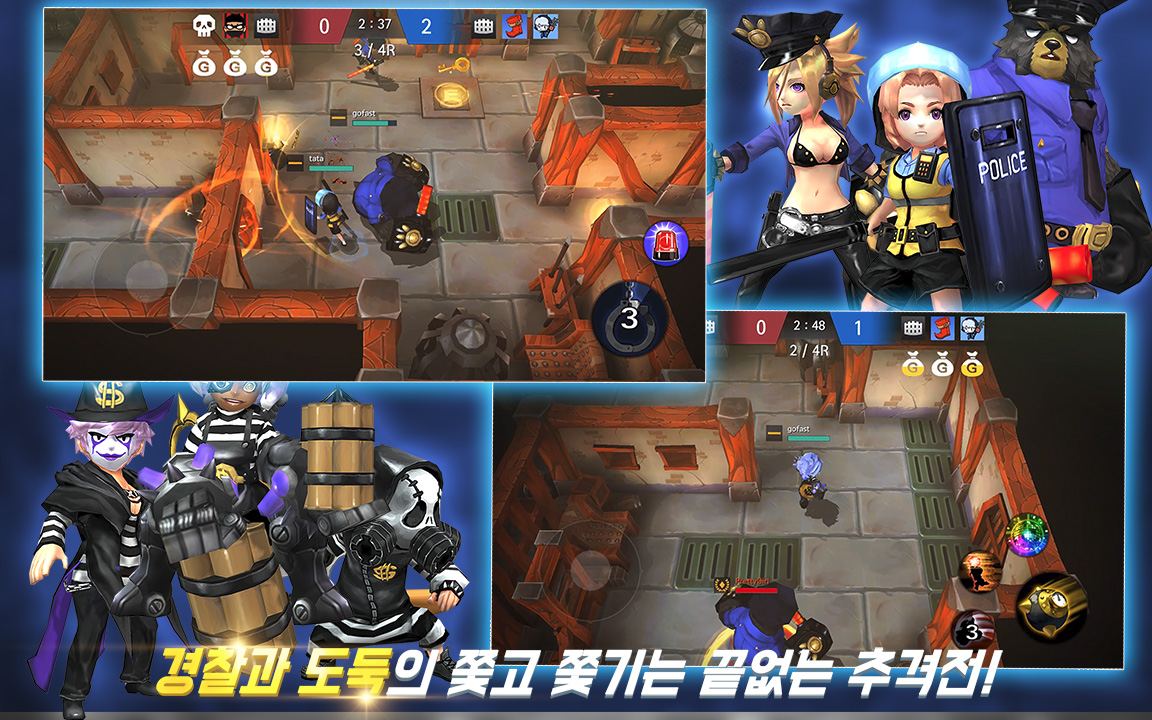 0 2:37 2
3 / 4R
G G G
E
gofast
tata
3
POLICE
0 2:48 1
2 / 4R
G G G
gofast
Prettygirl
3
경찰과 도둑의 쫓고 쫓기는 끝없는 추격전!